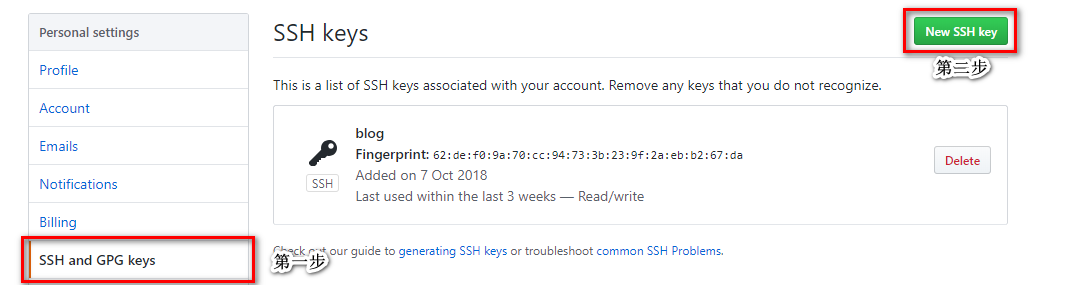 Personal settings
Profile
Account
Emails
Notifications
Billing
SSH and GPG keys
第一步
SSH keys
New SSH key
第二步
This is a list of SSH keys associated with your account. Remove any keys that you do not recognize.
blog
Fingerprint: 62:de:f0:9a:70:cc:94:73:3b:23:9f:2a:eb:b2:67:da
Added on 7 Oct 2018
Last used within the last 3 weeks — Read/write
SSH
Delete
Check out our guide to generating SSH keys or troubleshoot common SSH Problems.